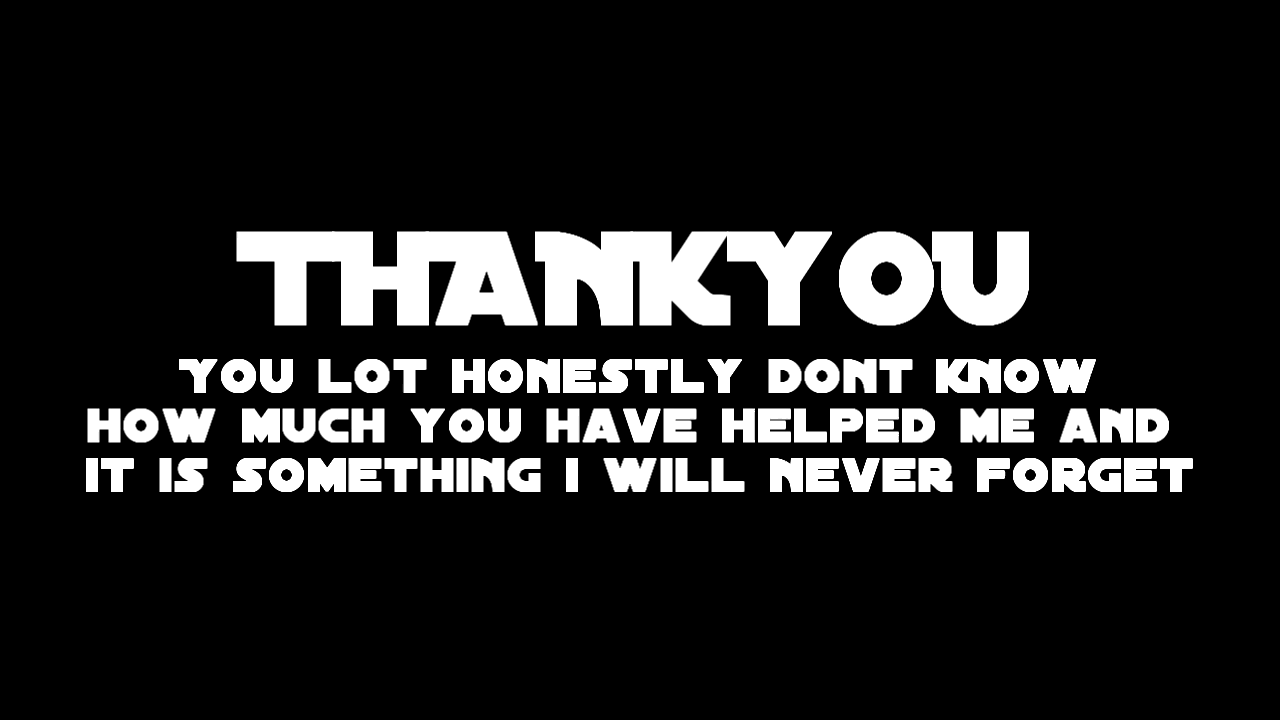 THANKYOU
YOU LOT HONESTLY DONT KNOW
HOW MUCH YOU HAVE HELPED ME AND
IT IS SOMETHING I WILL NEVER FORGET